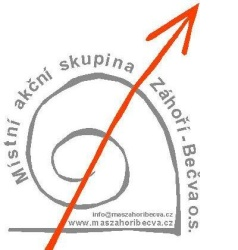 Místní akční skupina Záhoří - Bečva o.s.
info@maszahoribecva.cz
www.maszahoribecva.cz